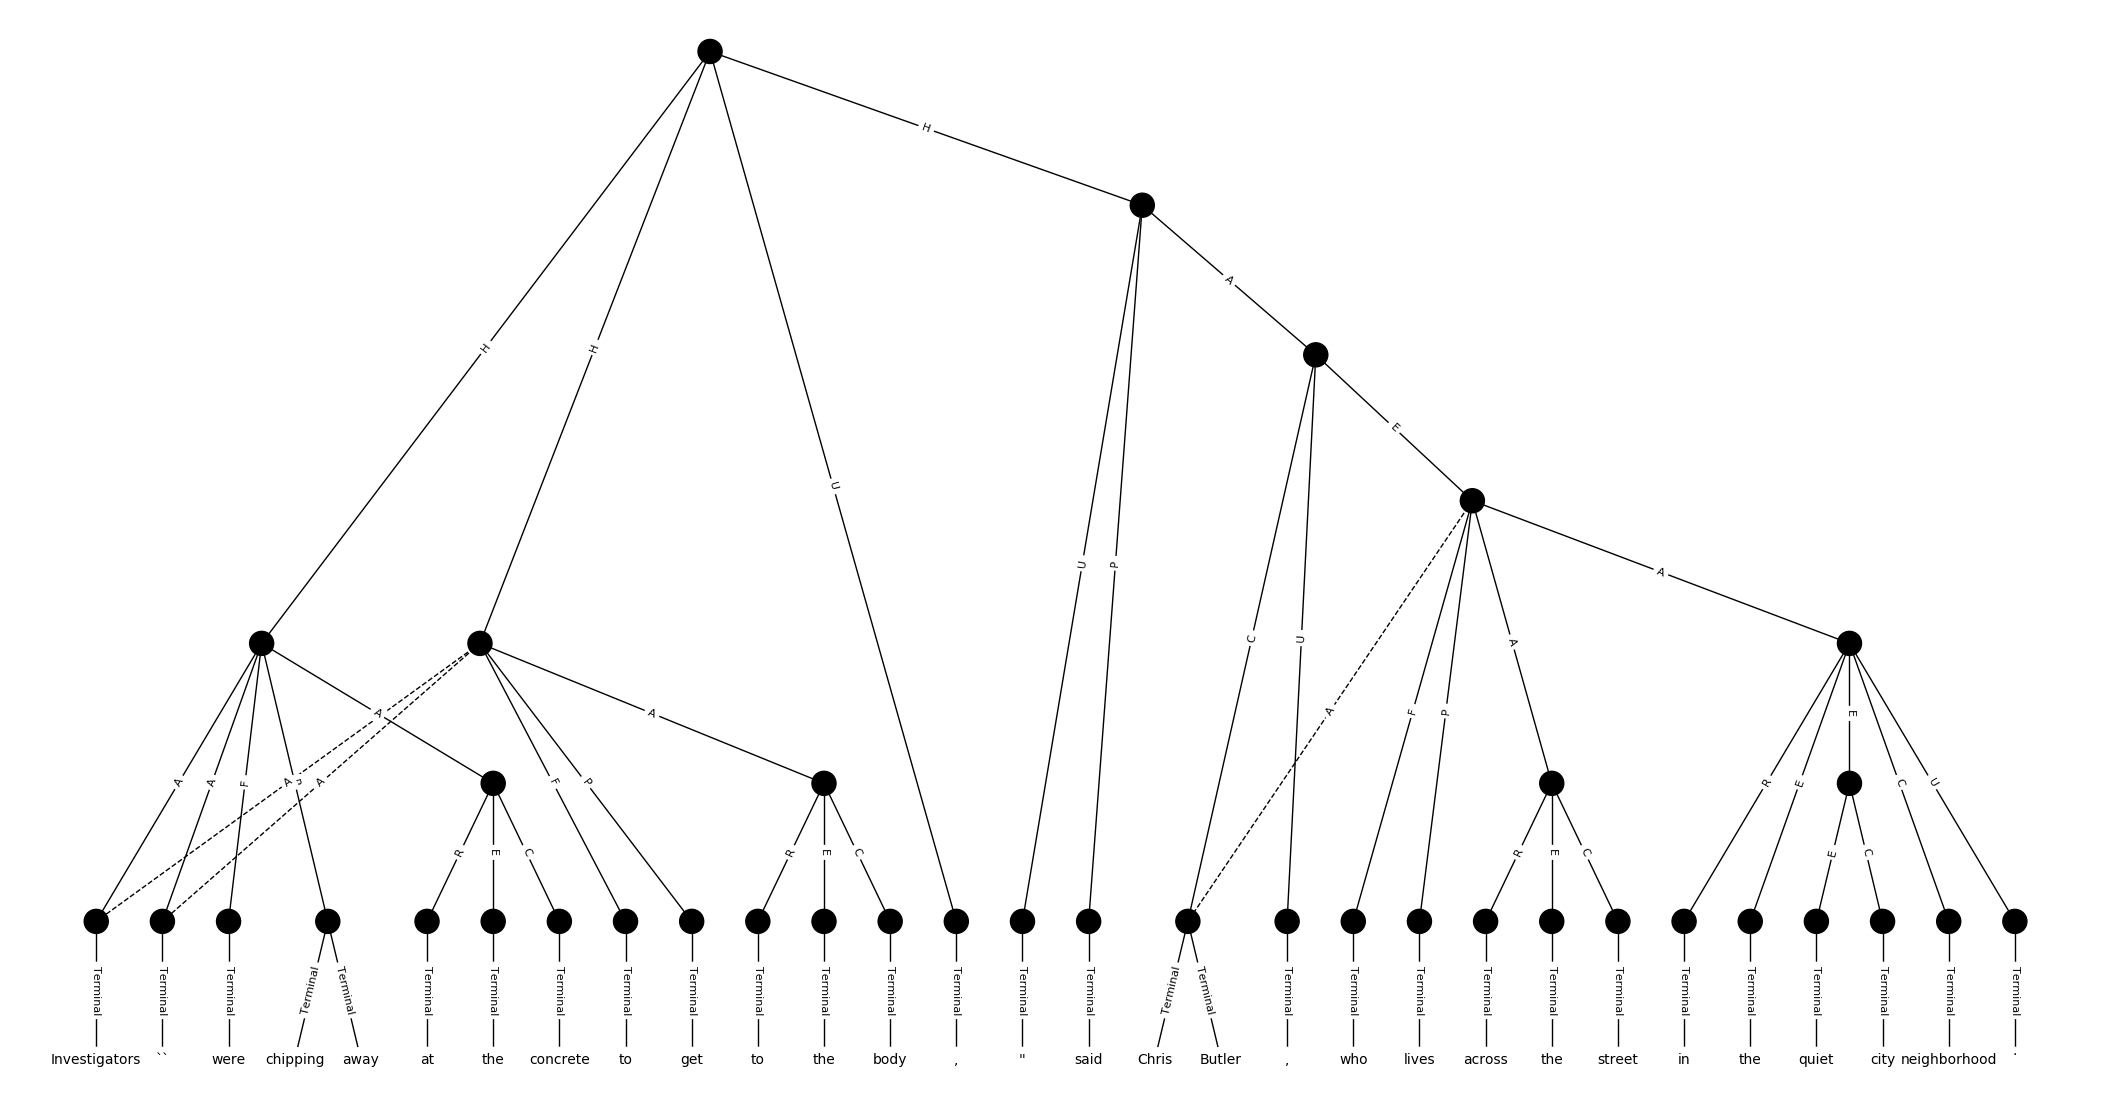 H
A
H H
E
U
U P A
C U A
A A A F P E
A A F A P A F P R E C U
R E C R E C R E C E C
Terminal Terminal Terminal Terminal Terminal Terminal Terminal Terminal Terminal Terminal Terminal Terminal Terminal Terminal Terminal Terminal Terminal Terminal Terminal Terminal Terminal Terminal Terminal Terminal Terminal Terminal Terminal Terminal Terminal Terminal
Investigators `` were chipping away at the concrete to get to the body , " said Chris Butler , who lives across the street in the quiet city neighborhood .